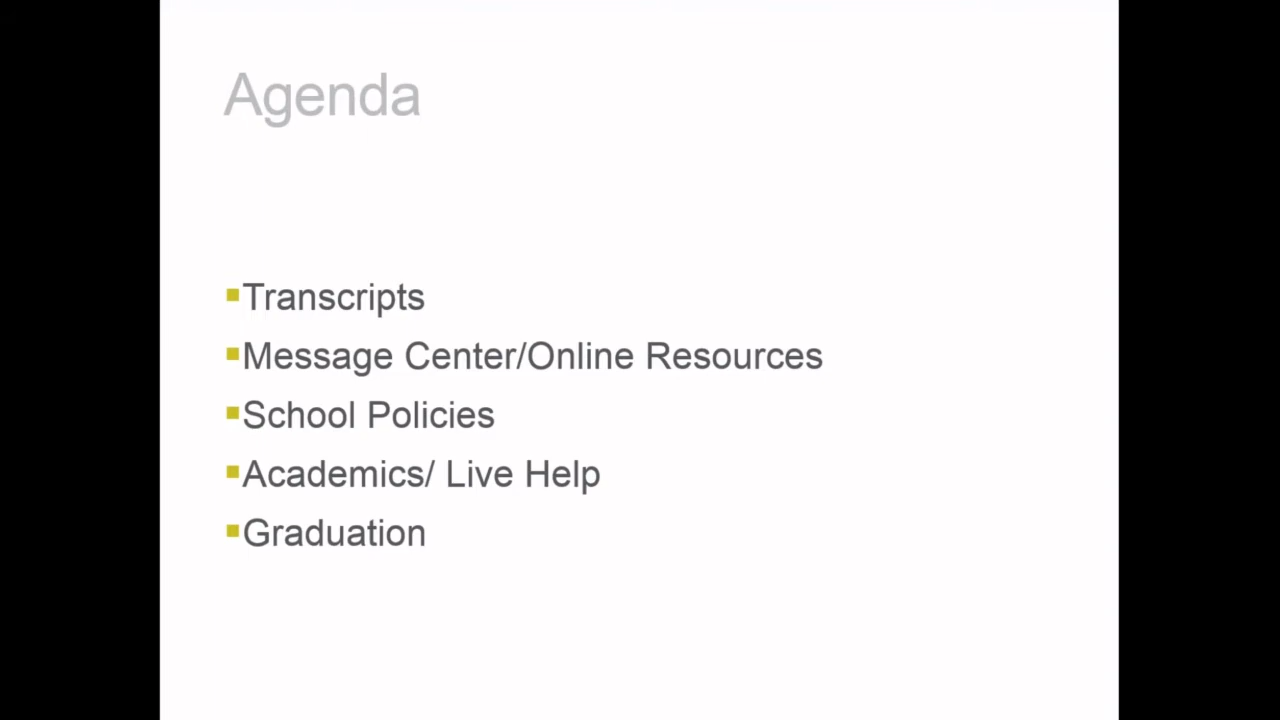 Agenda
Transcripts
Message Center/Online Resources
School Policies
Academics/ Live Help
Graduation